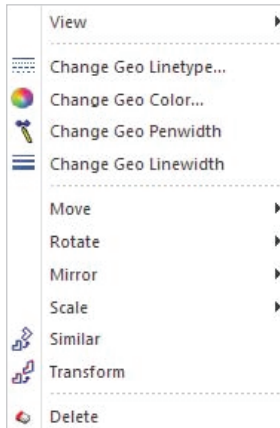 View
Change Geo Linetype...
Change Geo Color...
Change Geo Penwidth
Change Geo Linewidth
Move
Rotate
Mirror
Scale
Similar
Transform
Delete